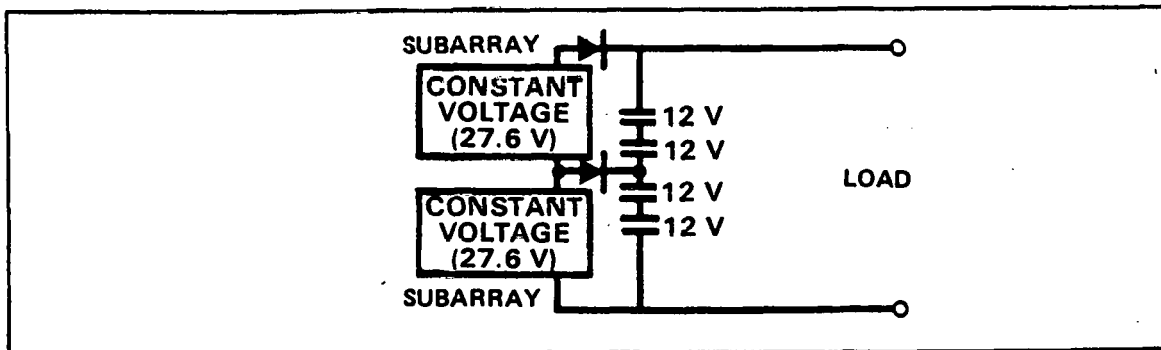 SUBARRAY
CONSTANT
VOLTAGE
(27.6 V)
12 V
12 V
LOAD
12 V
CONSTANT
VOLTAGE
(27.6 V)
12 V
SUBARRAY